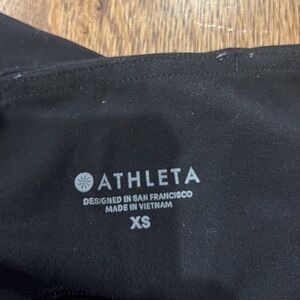 ATHLETA
DESIGNED IN SAN FRANCISCO
MADE IN VIETNAM
XS